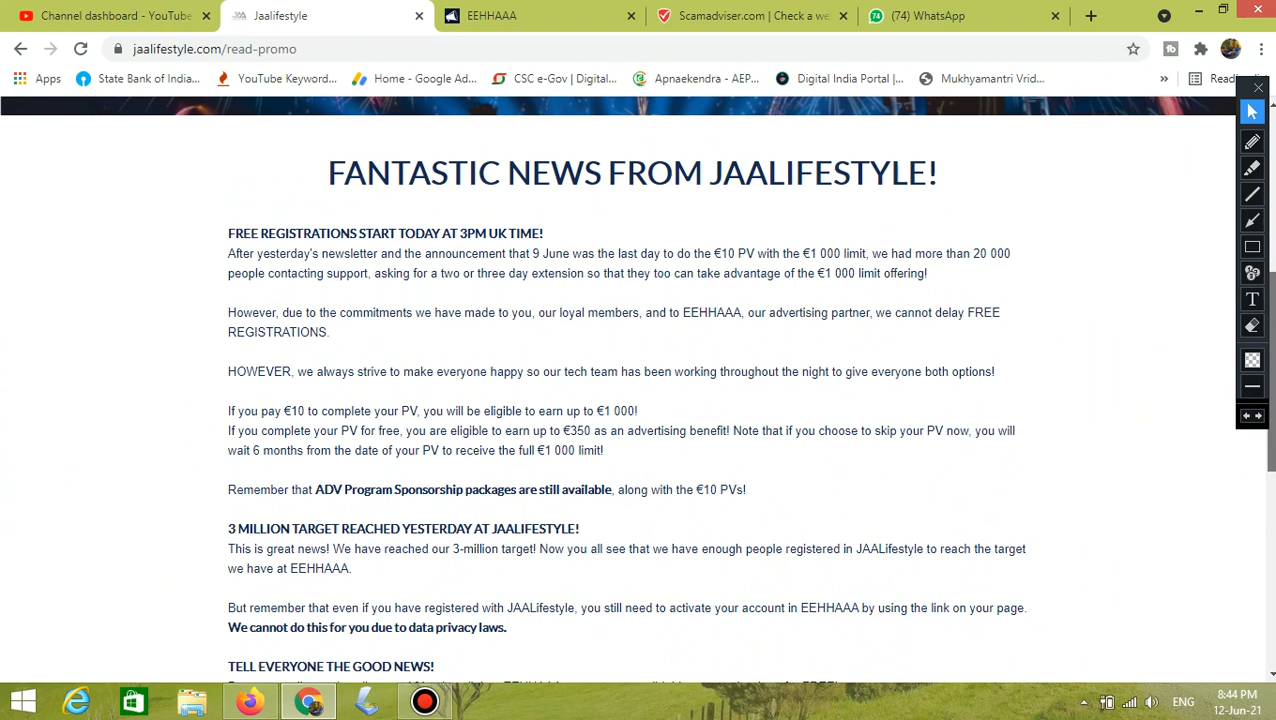 Channel dashboard - YouTube
Jaalifestyle
EEHHAAA
Scamadviser.com | Check a we
(74) WhatsApp
jaalifestyle.com/read-promo
Apps
State Bank of India...
YouTube Keyword...
Home - Google Ad...
CSC e-Gov | Digital...
Apnaekendra - AEP...
Digital India Portal |...
Mukhyamantri Vrid...
»
FANTASTIC NEWS FROM JAALIFESTYLE!
FREE REGISTRATIONS START TODAY AT 3PM UK TIME!
After yesterday's newsletter and the announcement that 9 June was the last day to do the €10 PV with the €1 000 limit, we had more than 20 000
people contacting support, asking for a two or three day extension so that they too can take advantage of the €1 000 limit offering!
However, due to the commitments we have made to you, our loyal members, and to EEHHAAA, our advertising partner, we cannot delay FREE
REGISTRATIONS.
HOWEVER, we always strive to make everyone happy so our tech team has been working throughout the night to give everyone both options!
If you pay €10 to complete your PV, you will be eligible to earn up to €1 000!
If you complete your PV for free, you are eligible to earn up to €350 as an advertising benefit! Note that if you choose to skip your PV now, you will
wait 6 months from the date of your PV to receive the full €1 000 limit!
Remember that ADV Program Sponsorship packages are still available, along with the €10 PVs!
3 MILLION TARGET REACHED YESTERDAY AT JAALIFESTYLE!
This is great news! We have reached our 3-million target! Now you all see that we have enough people registered in JAALifestyle to reach the target
we have at EEHHAAA.
But remember that even if you have registered with JAALifestyle, you still need to activate your account in EEHHAAA by using the link on your page.
We cannot do this for you due to data privacy laws.
TELL EVERYONE THE GOOD NEWS!
T
ENG
8:44 PM
12-Jun-21